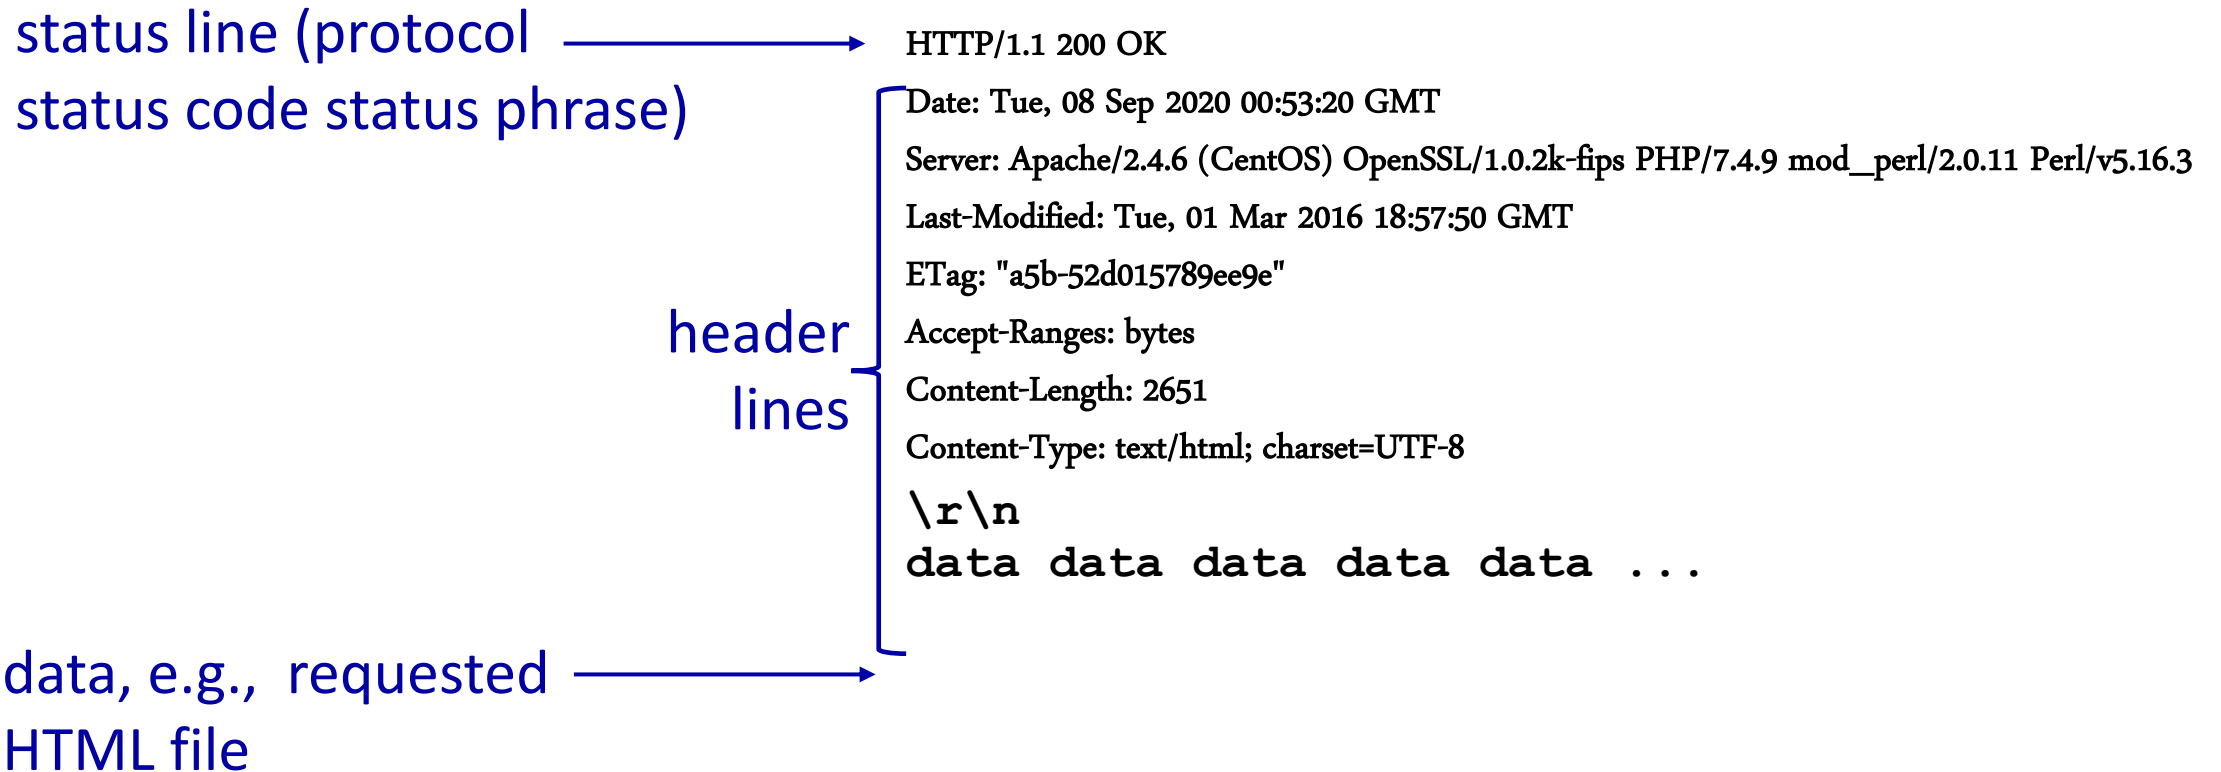 status line (protocol
status code status phrase)
HTTP/1.1 200 OK
Date: Tue, 08 Sep 2020 00:53:20 GMT
Server: Apache/2.4.6 (CentOS) OpenSSL/1.0.2k-fips PHP/7.4.9 mod_perl/2.0.11 Perl/v5.16.3
Last-Modified: Tue, 01 Mar 2016 18:57:50 GMT
ETag: "a5b-52d015789ee9e"
Accept-Ranges: bytes
Content-Length: 2651
Content-Type: text/html; charset=UTF-8
\r\n
data data data data data ...
header
lines
data, e.g., requested
HTML file